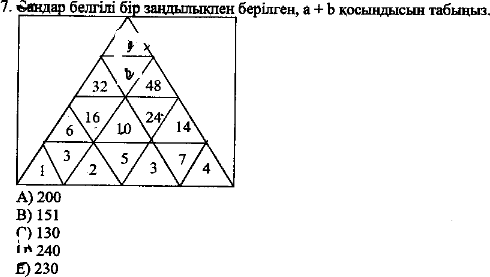 7. Сандар белгілі бір заңдылықпен берілген, a + b қосындысын табыңыз.
b
32 48
6 16 10 24 14
1 3 2 5 3 7 4
A) 200
B) 151
C) 130
240
E) 230